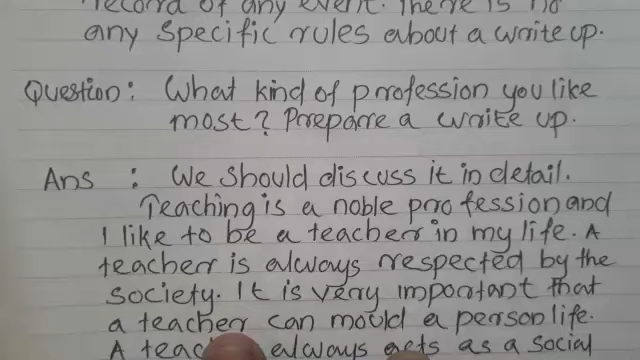 record of any event. There is no
any specific rules about a write up.
Question: What kind of profession you like
most? Prepare a write up.
Ans : We should discuss it in detail.
Teaching is a noble profession and
I like to be a teacher in my life. A
teacher is always respected by the
society. It is very important that
a teacher can mould a person life.
A always acts as a social